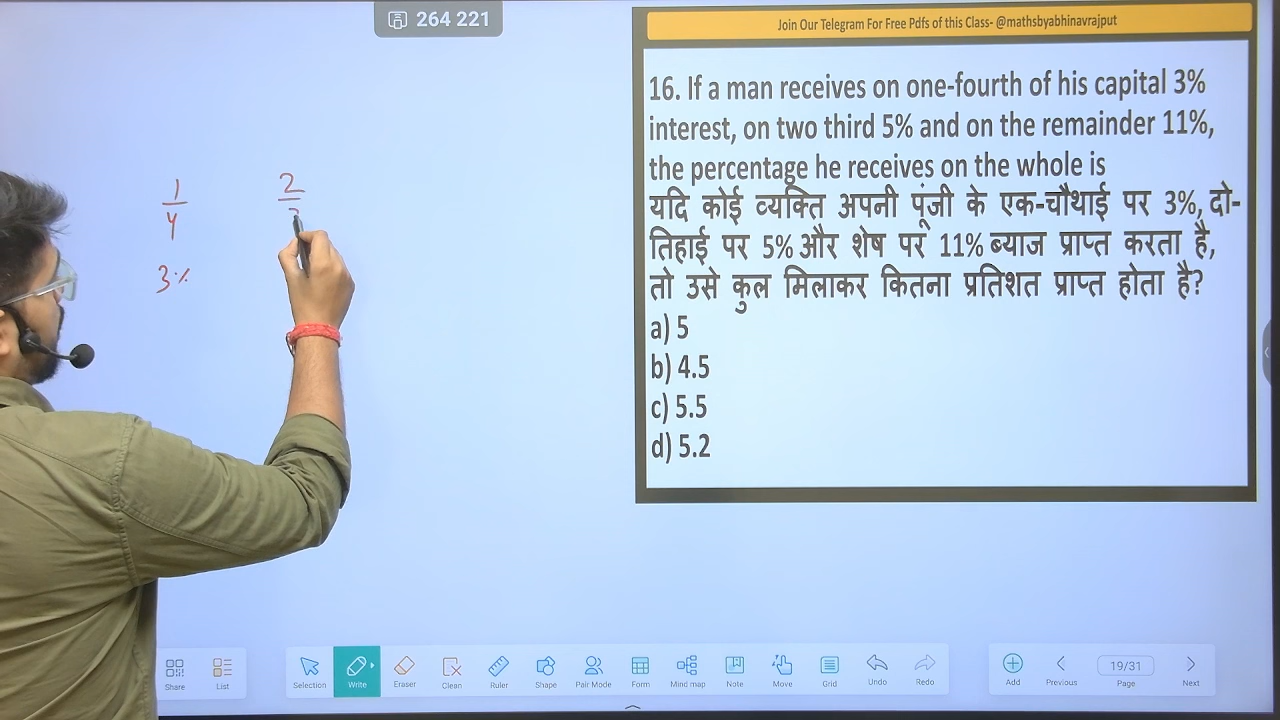 264 221
Join Our Telegram For Free Pdfs of this Class- @mathsbyabhinavrajput
16. If a man receives on one-fourth of his capital 3%
interest, on two third 5% and on the remainder 11%,
the percentage he receives on the whole is
यदि कोई व्यक्ति अपनी पूंजी के एक-चौथाई पर 3%, दो-
तिहाई पर 5% और शेष पर 11% ब्याज प्राप्त करता है,
तो उसे कुल मिलाकर कितना प्रतिशत प्राप्त होता है?
a) 5
b) 4.5
c) 5.5
d) 5.2
1
4
3%
2
Share
List
Selection
Write
Eraser
Clean
Ruler
Shape
Pair Mode
Form
Mind map
Note
Move
Grid
Undo
Redo
Add
Previous
19/31
Page
Next